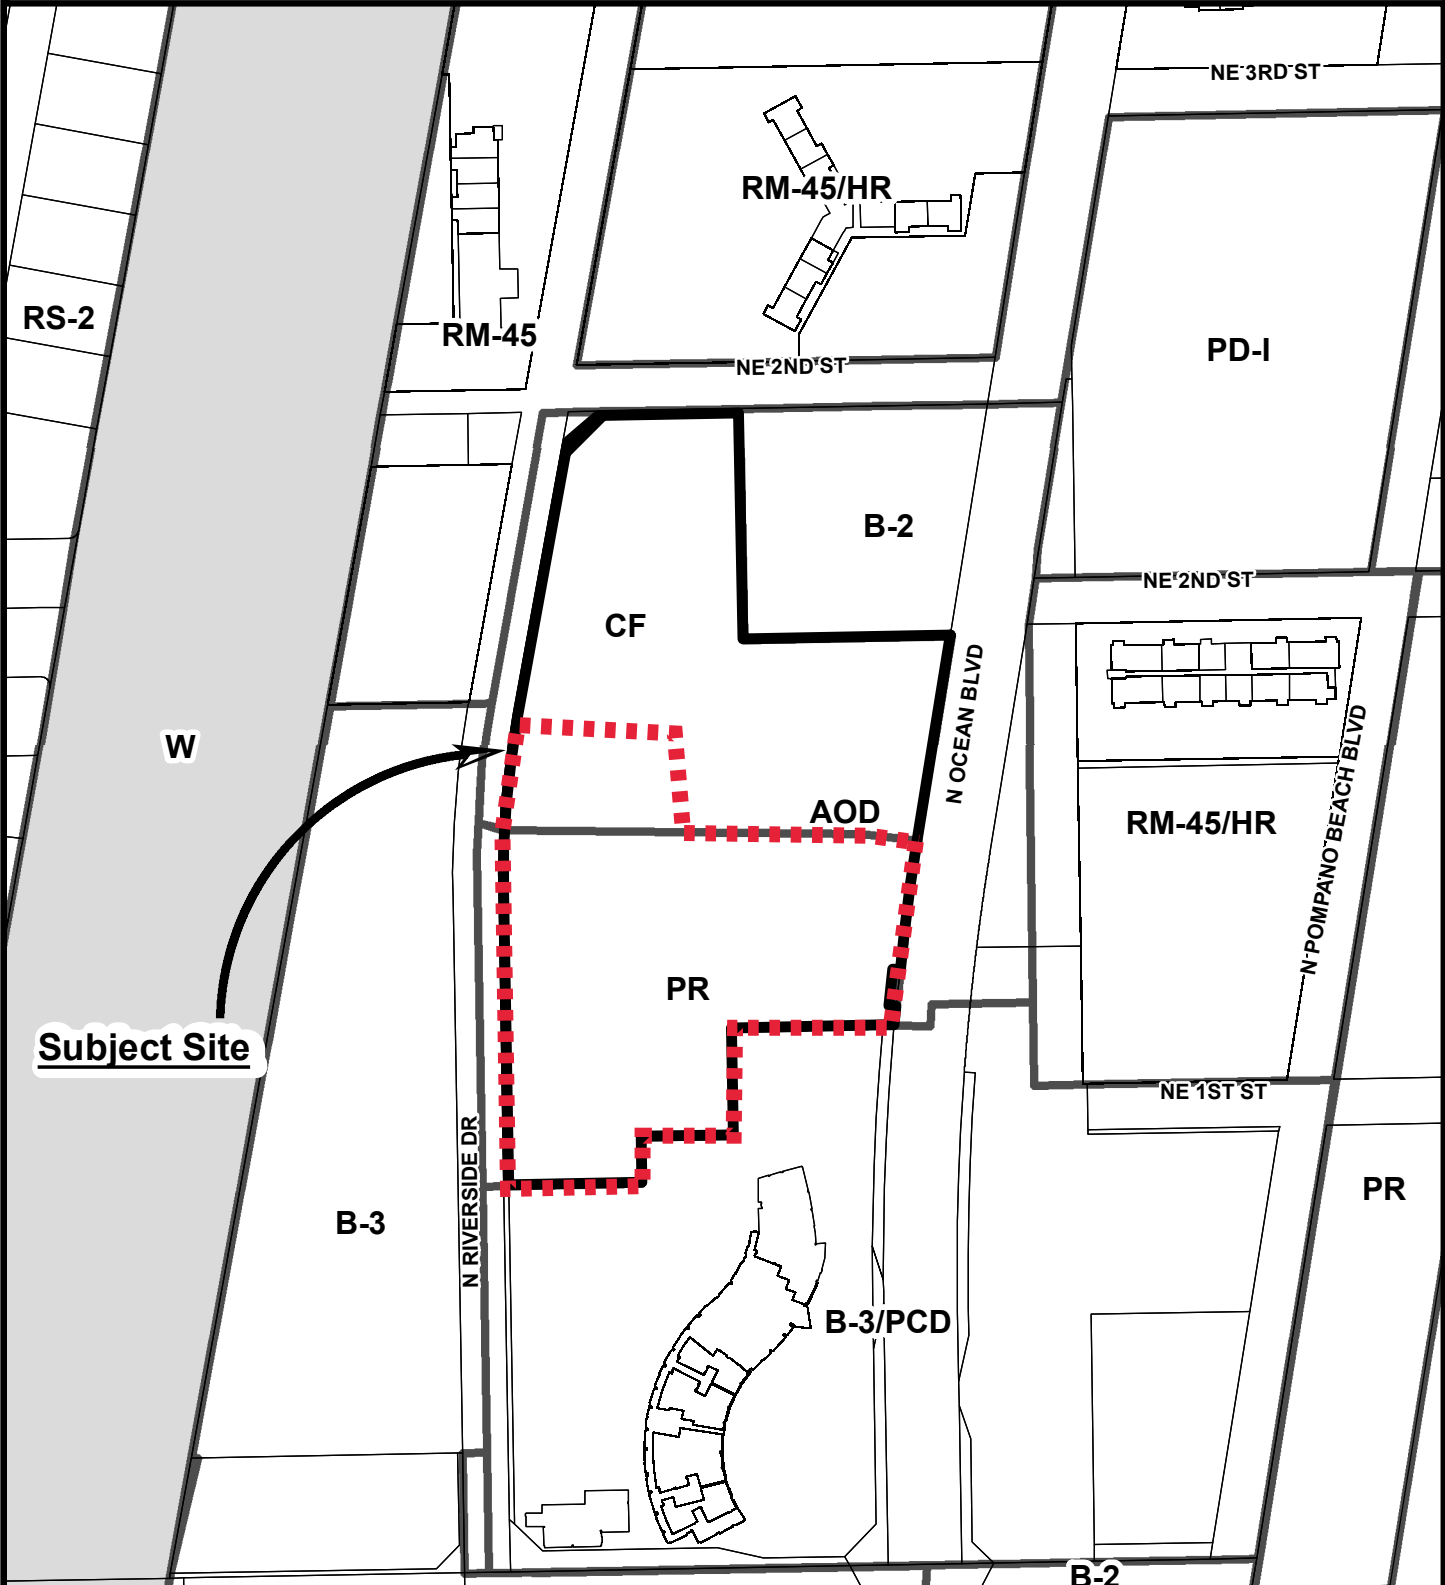 NE 3RD ST
RM-45/HR
RS-2
RM-45
PD-I
NE 2ND ST
B-2
NE 2ND ST
CF
N OCEAN BLVD
W
AOD
RM-45/HR
N POMPANO BEACH BLVD
PR
Subject Site
NE 1ST ST
N RIVERSIDE DR
PR
B-3
B-3/PCD
B-2